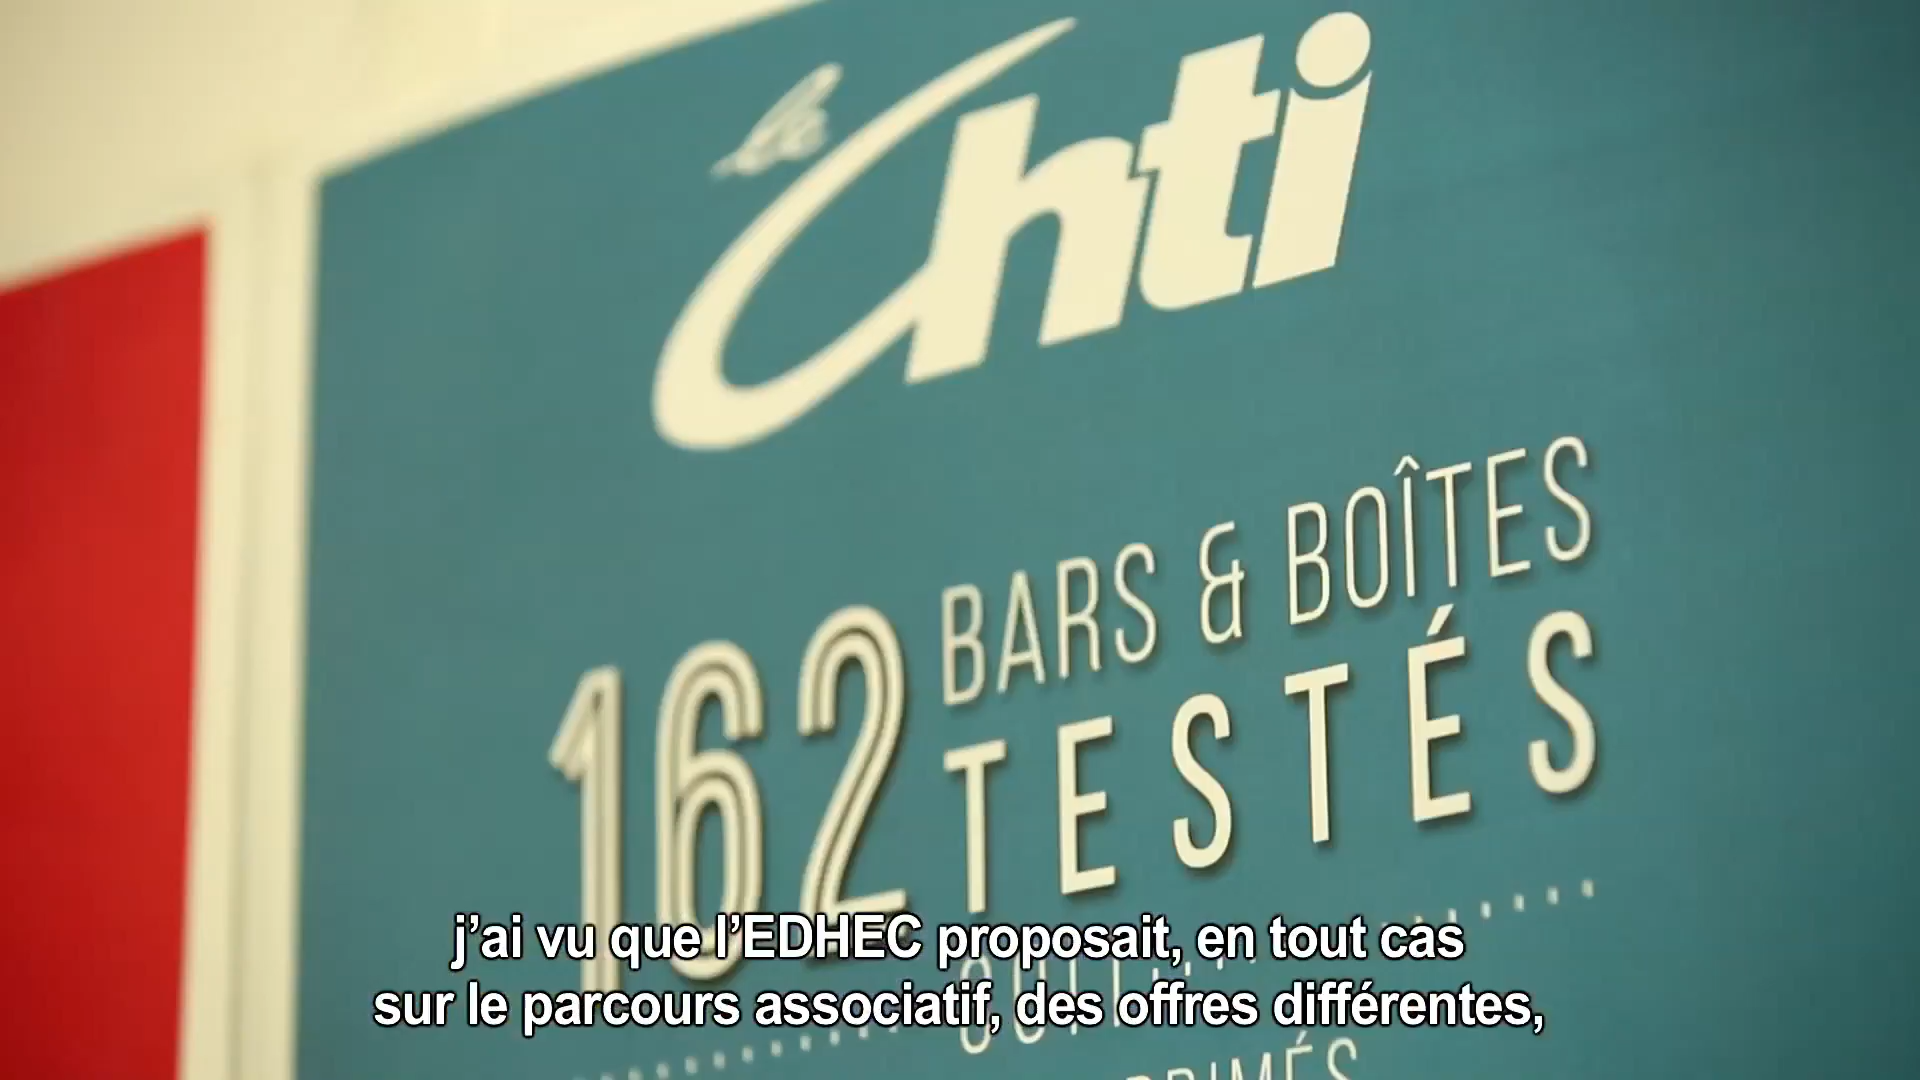 le Chti
162 BARS & BOÎTES
TESTÉS
j'ai vu que l'EDHEC proposait, en tout cas
sur le parcours associatif, des offres différentes,